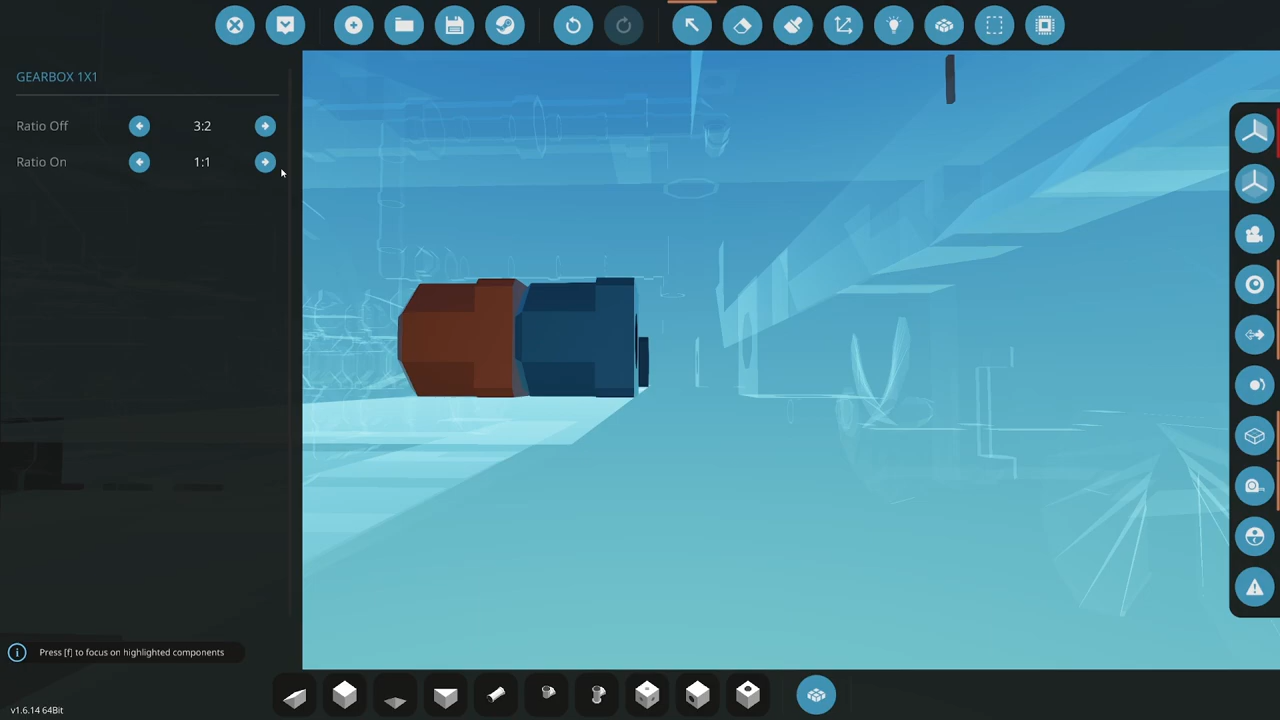 GEARBOX 1X1
Ratio Off 3:2
Ratio On 1:1
Press [f] to focus on highlighted components
v1.6.14 64Bit